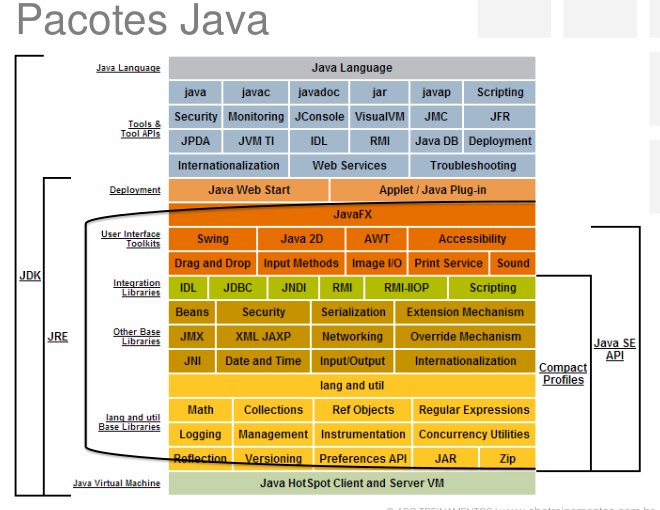 Pacotes Java
Java Language Java Language
java javac javadoc jar javap Scripting
Tools & Tool APIs Security Monitoring JConsole VisualVM JMC JFR
JPDA JVM TI IDL RMI Java DB Deployment
Internationalization Web Services Troubleshooting
Deployment Java Web Start Applet / Java Plug-in
JavaFX
User Interface Toolkits Swing Java 2D AWT Accessibility
Drag and Drop Input Methods Image I/O Print Service Sound
JDK
Integration Libraries IDL JDBC JNDI RMI RMI-IIOP Scripting
Beans Security Serialization Extension Mechanism
JRE
Other Base Libraries JMX XML JAXP Networking Override Mechanism
Java SE API
JNI Date and Time Input/Output Internationalization
Compact Profiles
lang and util
lang and util Base Libraries Math Collections Ref Objects Regular Expressions
Logging Management Instrumentation Concurrency Utilities
Reflection Versioning Preferences API JAR Zip
Java Virtual Machine Java HotSpot Client and Server VM